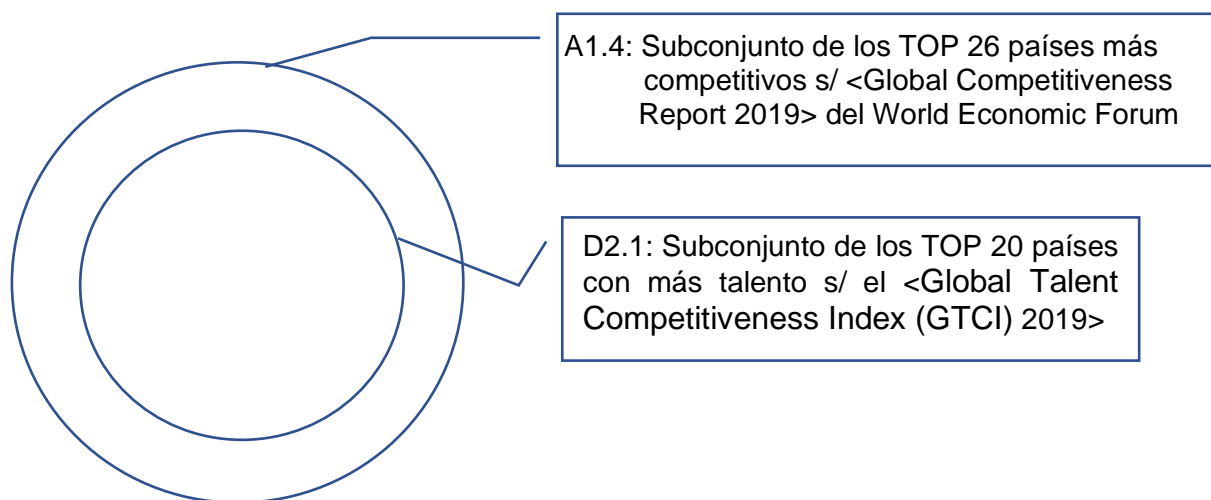 A1.4: Subconjunto de los TOP 26 países más
competitivos s/ <Global Competitiveness
Report 2019> del World Economic Forum
D2.1: Subconjunto de los TOP 20 países
con más talento s/ el <Global Talent
Competitiveness Index (GTCI) 2019>